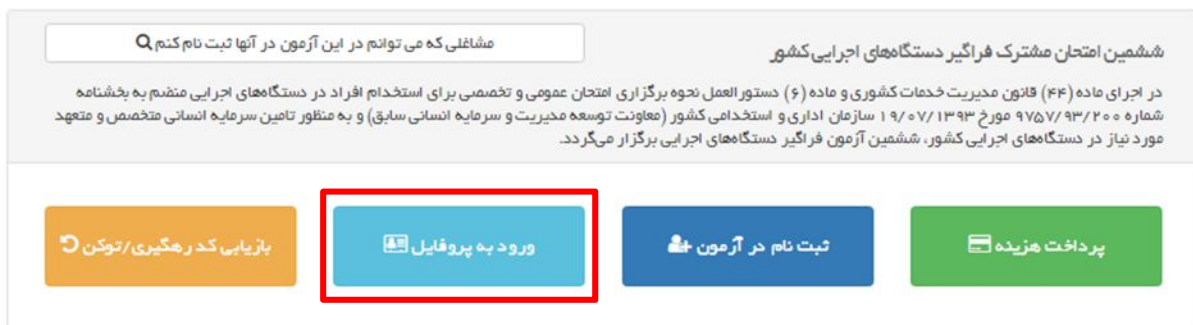 مشاغلی که می توانم در این آزمون در آنها ثبت نام کنم
ششمین امتحان مشترک فراگیر دستگاه‌های اجرایی کشور
در اجرای ماده (۴۴) قانون مدیریت خدمات کشوری و ماده (۶) دستورالعمل نحوه برگزاری امتحان عمومی و تخصصی برای استخدام افراد در دستگاه‌های اجرایی منضم به بخشنامه
شماره ۹۷۵۷/۹۳/۲۰۰ مورخ ۱۹/۰۷/۱۳۹۳ سازمان اداری و استخدامی کشور (معاونت توسعه مدیریت و سرمایه انسانی سابق) و به منظور تامین سرمایه انسانی متخصص و متعهد
مورد نیاز در دستگاه‌های اجرایی کشور، ششمین آزمون فراگیر دستگاه‌های اجرایی برگزار می‌گردد.
پرداخت هزینه
ثبت نام در آزمون
ورود به پروفایل
بازیابی کد رهگیری/توکن